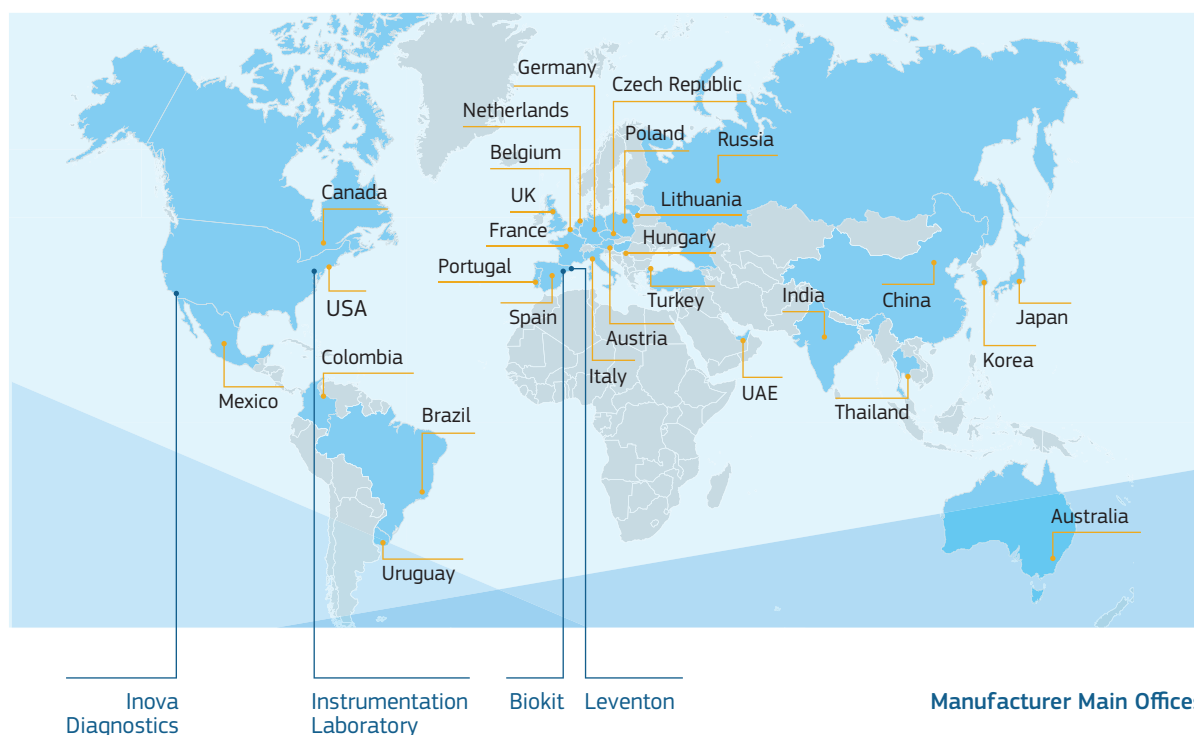 Germany
Czech Republic
Netherlands
Poland
Russia
Belgium
Canada
UK
Lithuania
France
Hungary
Portugal
USA
Spain
Turkey
India
China
Japan
Austria
Colombia
Korea
Italy
Mexico
UAE
Thailand
Brazil
Australia
Uruguay
Inova
Diagnostics
Instrumentation
Laboratory
Biokit
Leventon
Manufacturer Main Offices